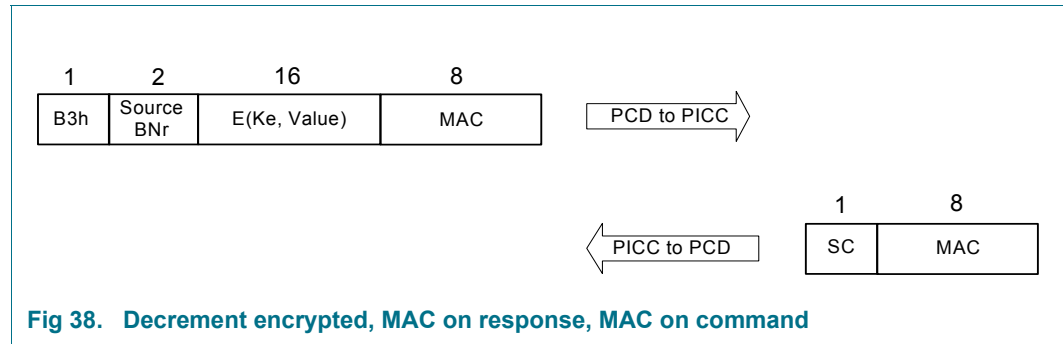 1 2 16 8
B3h Source BNr E(Ke, Value) MAC
PCD to PICC
1 8
PICC to PCD
SC MAC
Fig 38. Decrement encrypted, MAC on response, MAC on command